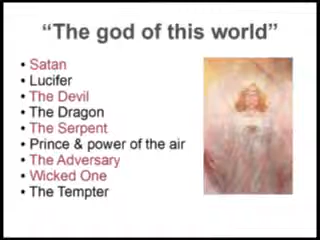 “The god of this world”
• Satan
• Lucifer
• The Devil
• The Dragon
• The Serpent
• Prince & power of the air
• The Adversary
• Wicked One
• The Tempter